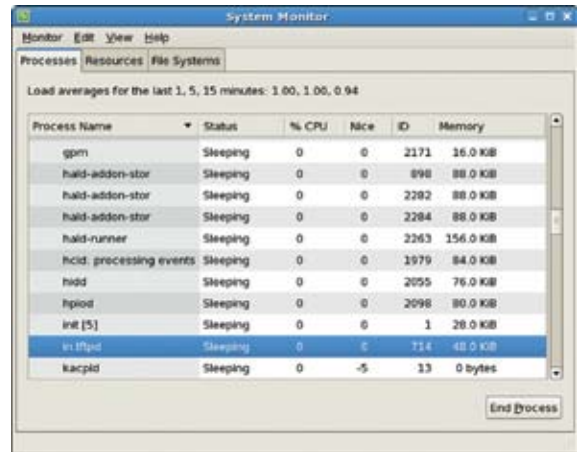 System Monitor
Monitor Edit View Help
Processes Resources File Systems
Load averages for the last 1, 5, 15 minutes: 1.00, 1.00, 0.94
Process Name Status % CPU Nice ID Memory
gpm Sleeping 0 0 2171 16.0 KiB
hald-addon-stor Sleeping 0 0 898 88.0 KiB
hald-addon-stor Sleeping 0 0 2282 88.0 KiB
hald-addon-stor Sleeping 0 0 2284 88.0 KiB
hald-runner Sleeping 0 0 2263 156.0 KiB
hcid: processing events Sleeping 0 0 1979 84.0 KiB
hidd Sleeping 0 0 2055 76.0 KiB
hpiod Sleeping 0 0 2098 80.0 KiB
init [5] Sleeping 0 0 1 28.0 KiB
in.tftpd Sleeping 0 0 714 48.0 KiB
kacpid Sleeping 0 -5 13 0 bytes
End Process